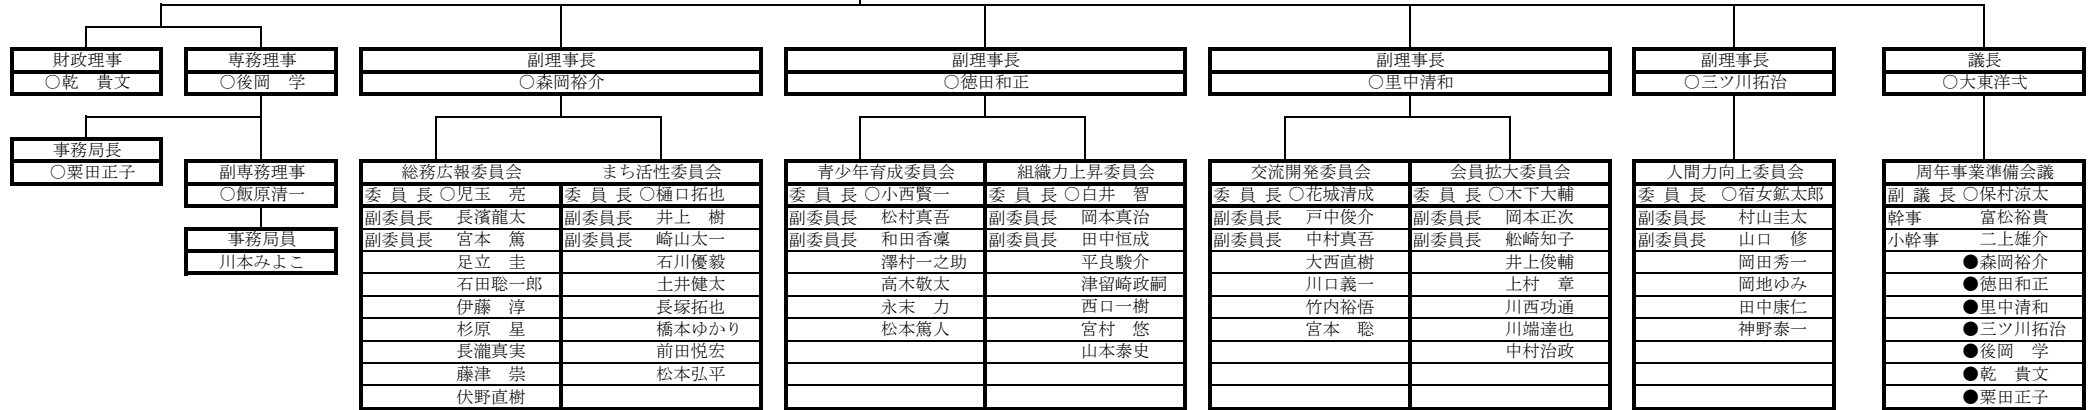 財政理事
○乾　貴文
専務理事
○後岡　学
副理事長
○森岡裕介
副理事長
○徳田和正
副理事長
○里中清和
副理事長
○三ツ川拓治
議長
○大東洋弌
事務局長
○栗田正子
副専務理事
○飯原清一
事務局員
川本みよこ
総務広報委員会
委 員 長 ○児玉　亮
副委員長 長濱龍太
副委員長 宮本　篤
足立　圭
石田聡一郎
伊藤　淳
杉原　星
長瀧真実
藤津　崇
伏野直樹
まち活性委員会
委 員 長 ○樋口拓也
副委員長 井上　樹
副委員長 崎山太一
石川優毅
土井健太
長塚拓也
橋本ゆかり
前田悦宏
松本弘平
青少年育成委員会
委 員 長 ○小西賢一
副委員長 松村真吾
副委員長 和田香凜
澤村一之助
高木敬太
永末　力
松本篤人
組織力上昇委員会
委 員 長 ○白井　智
副委員長 岡本真治
副委員長 田中恒成
平良駿介
津留崎政嗣
西口一樹
宮村　悠
山本泰史
交流開発委員会
委 員 長 ○花城清成
副委員長 戸中俊介
副委員長 中村真吾
大西直樹
川口義一
竹内裕悟
宮本　聡
会員拡大委員会
委 員 長 ○木下大輔
副委員長 岡本正次
副委員長 舩崎知子
井上俊輔
上村　章
川西功通
川端達也
中村治政
人間力向上委員会
委 員 長 ○宿女鉱太郎
副委員長 村山圭太
副委員長 山口　修
岡田秀一
岡地ゆみ
田中康仁
神野泰一
周年事業準備会議
副 議 長 ○保村涼太
幹事 富松裕貴
小幹事 二上雄介
●森岡裕介
●徳田和正
●里中清和
●三ツ川拓治
●後岡　学
●乾　貴文
●栗田正子